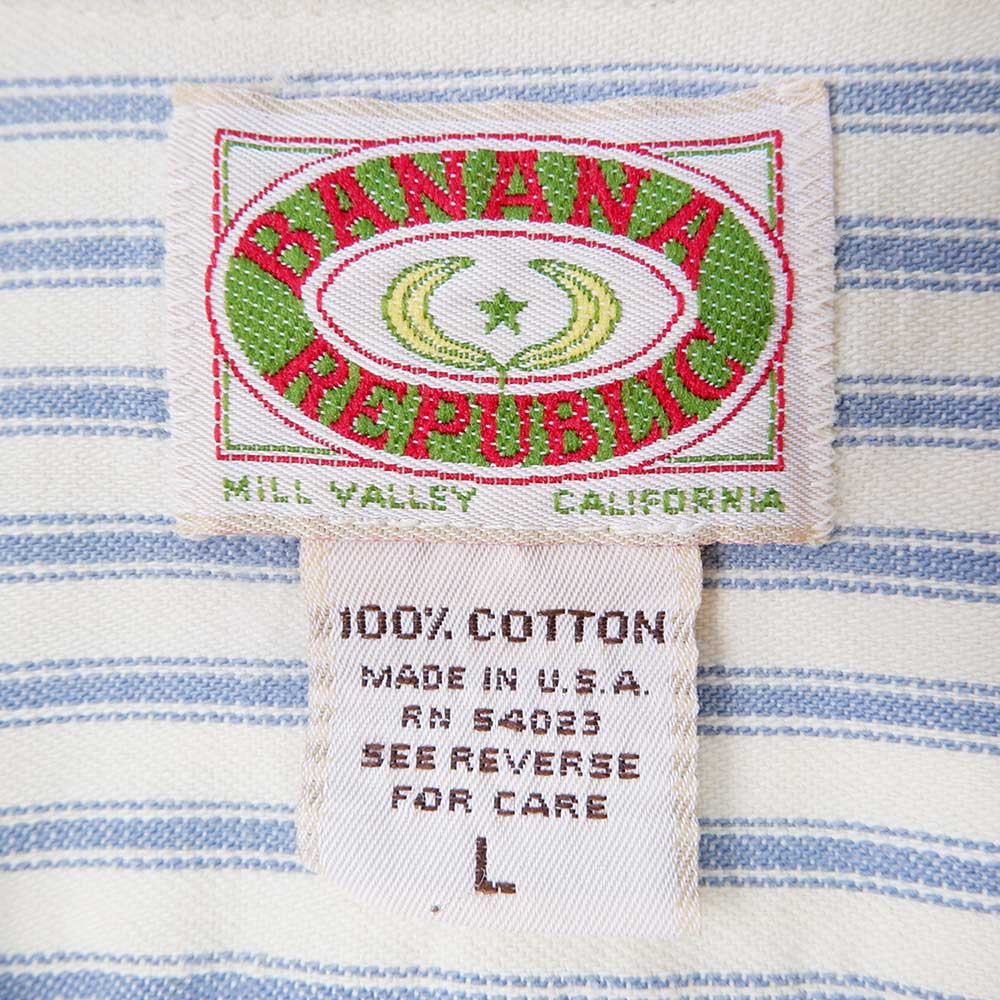 BANANA
REPUBLIC
MILL VALLEY CALIFORNIA
100% COTTON
MADE IN U.S.A.
RN 54023
SEE REVERSE
FOR CARE
L